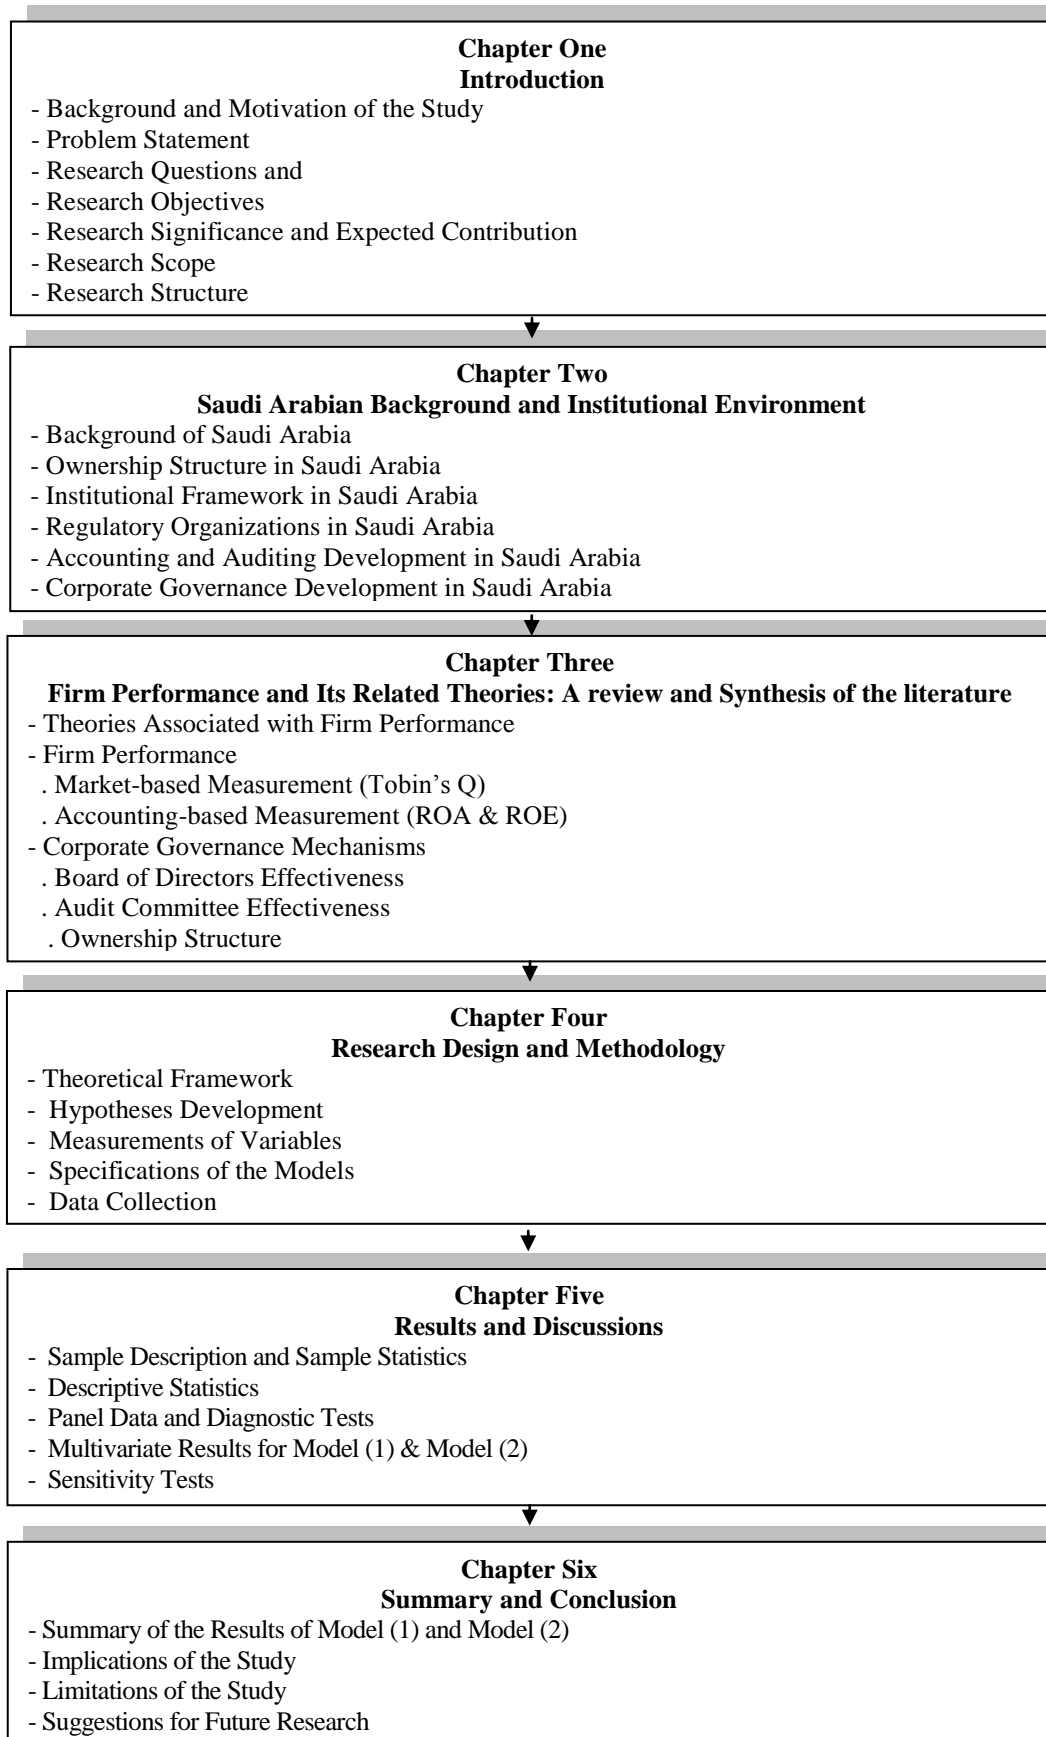 Chapter One
Introduction
- Background and Motivation of the Study
- Problem Statement
- Research Questions and
- Research Objectives
- Research Significance and Expected Contribution
- Research Scope
- Research Structure
Chapter Two
Saudi Arabian Background and Institutional Environment
- Background of Saudi Arabia
- Ownership Structure in Saudi Arabia
- Institutional Framework in Saudi Arabia
- Regulatory Organizations in Saudi Arabia
- Accounting and Auditing Development in Saudi Arabia
- Corporate Governance Development in Saudi Arabia
Chapter Three
Firm Performance and Its Related Theories: A review and Synthesis of the literature
- Theories Associated with Firm Performance
- Firm Performance
. Market-based Measurement (Tobin’s Q)
. Accounting-based Measurement (ROA & ROE)
- Corporate Governance Mechanisms
. Board of Directors Effectiveness
. Audit Committee Effectiveness
. Ownership Structure
Chapter Four
Research Design and Methodology
- Theoretical Framework
- Hypotheses Development
- Measurements of Variables
- Specifications of the Models
- Data Collection
Chapter Five
Results and Discussions
- Sample Description and Sample Statistics
- Descriptive Statistics
- Panel Data and Diagnostic Tests
- Multivariate Results for Model (1) & Model (2)
- Sensitivity Tests
Chapter Six
Summary and Conclusion
- Summary of the Results of Model (1) and Model (2)
- Implications of the Study
- Limitations of the Study
- Suggestions for Future Research